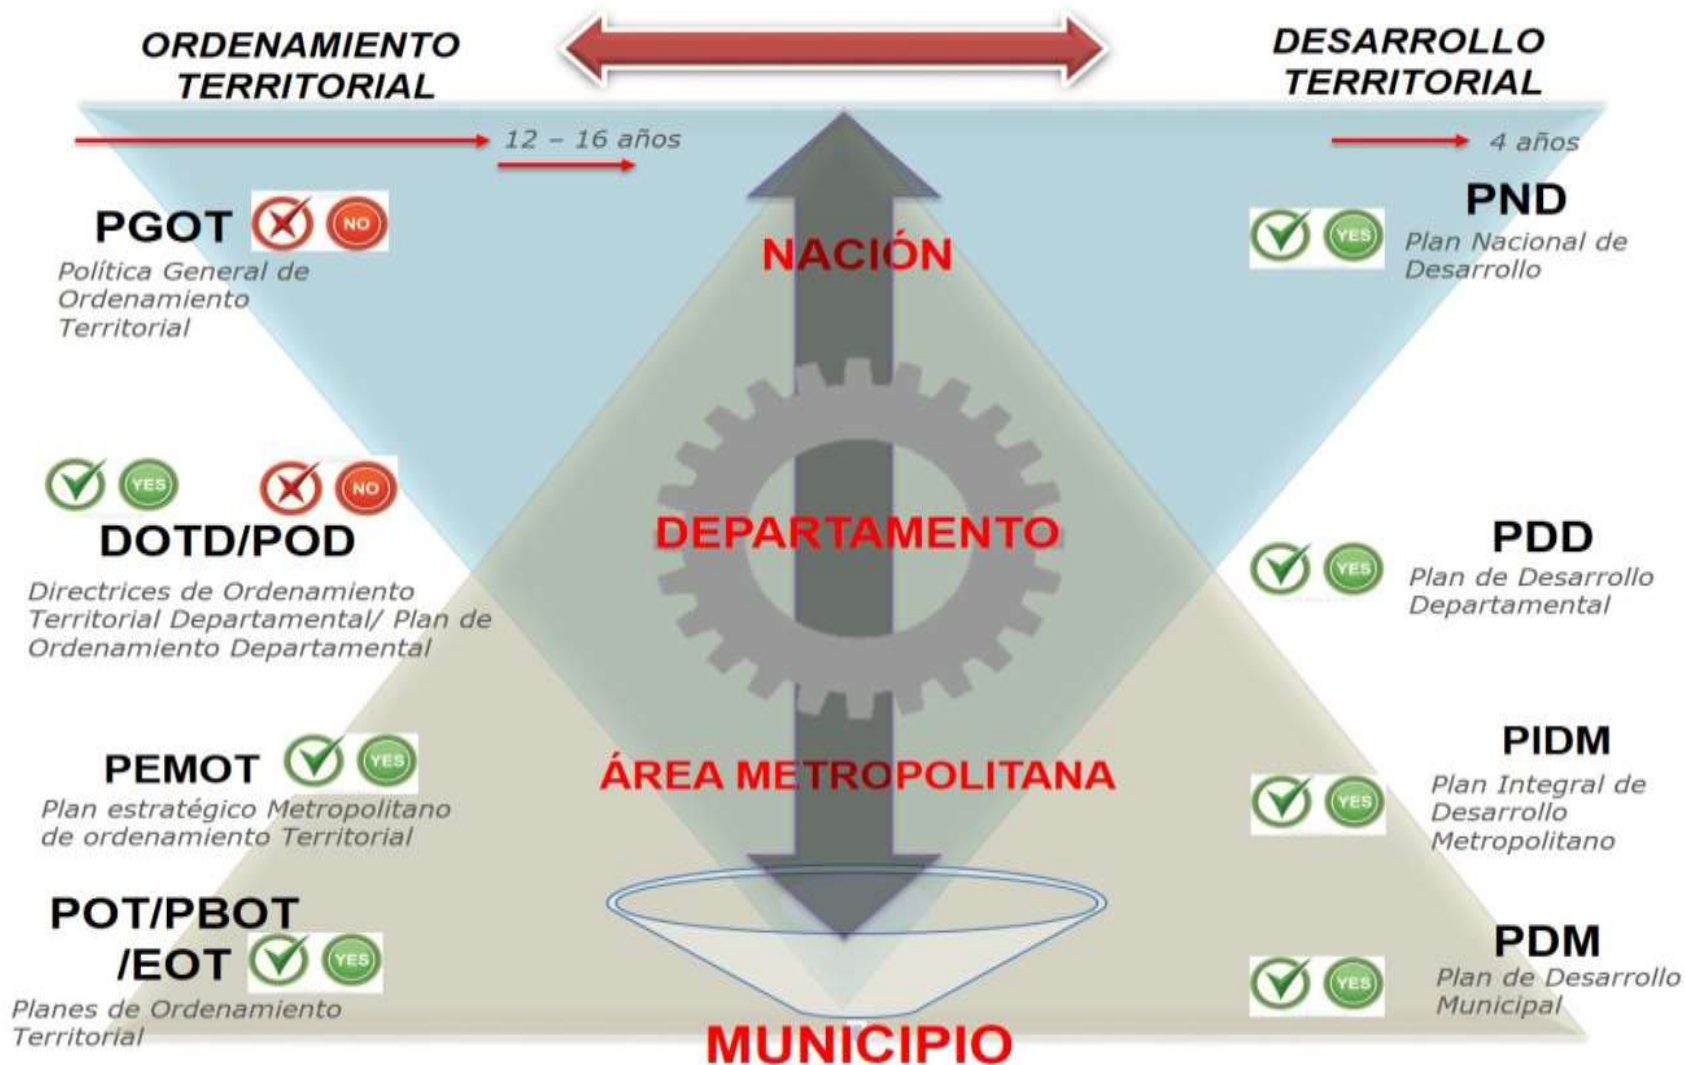 ORDENAMIENTO
TERRITORIAL
DESARROLLO
TERRITORIAL
12 – 16 años
4 años
PGOT
NO
Política General de
Ordenamiento
Territorial
NACIÓN
YES
PND
Plan Nacional de
Desarrollo
YES
NO
DOTD/POD
Directrices de Ordenamiento
Territorial Departamental/ Plan de
Ordenamiento Departamental
DEPARTAMENTO
YES
PDD
Plan de Desarrollo
Departamental
PEMOT
YES
Plan estratégico Metropolitano
de ordenamiento Territorial
ÁREA METROPOLITANA
YES
PIDM
Plan Integral de
Desarrollo
Metropolitano
POT/PBOT
/EOT
YES
Planes de Ordenamiento
Territorial
MUNICIPIO
YES
PDM
Plan de Desarrollo
Municipal